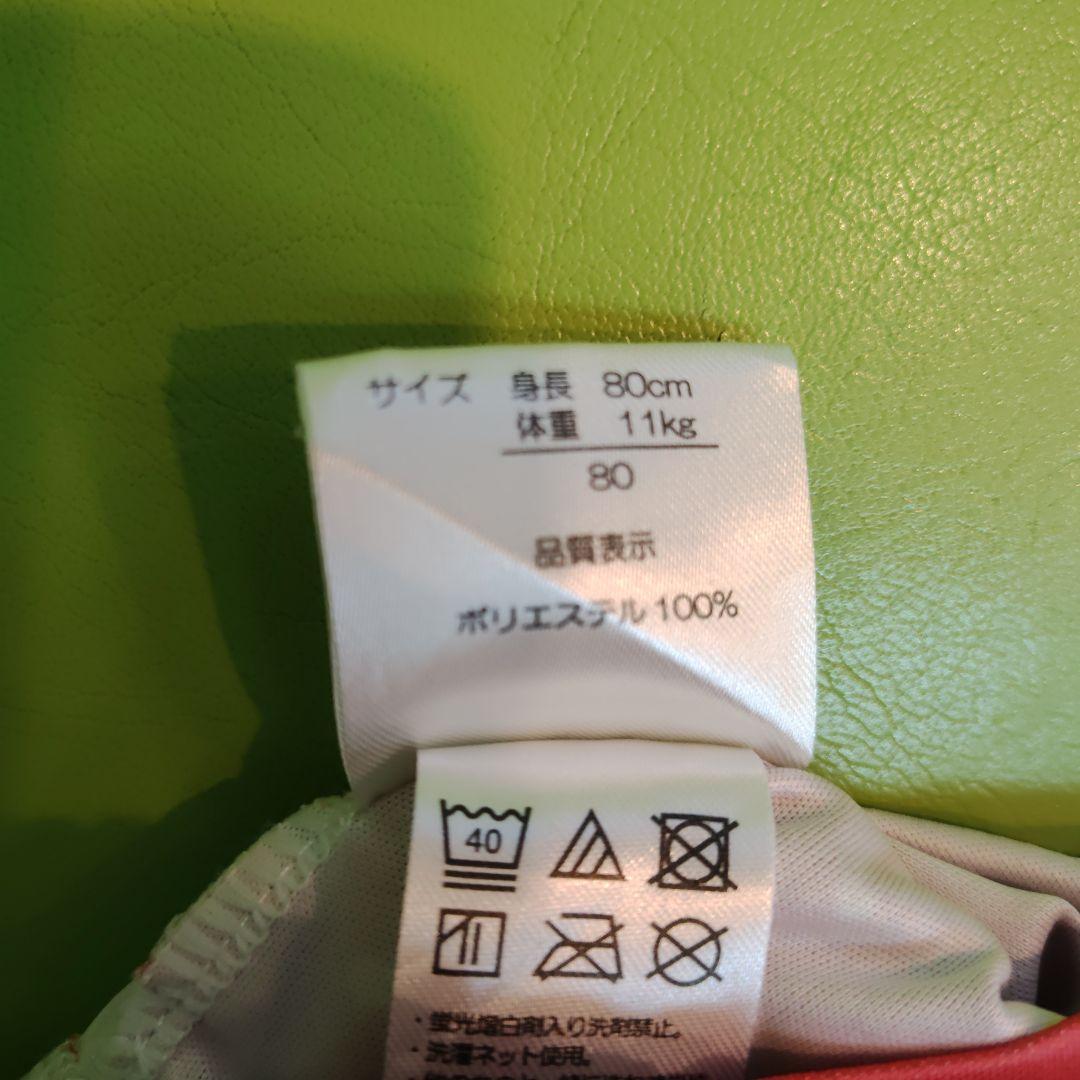 サイズ 身長 80cm
体重 11kg
80
品質表示
ポリエステル 100%
40
・蛍光増白剤入り洗剤禁止。
・洗濯ネット使用。